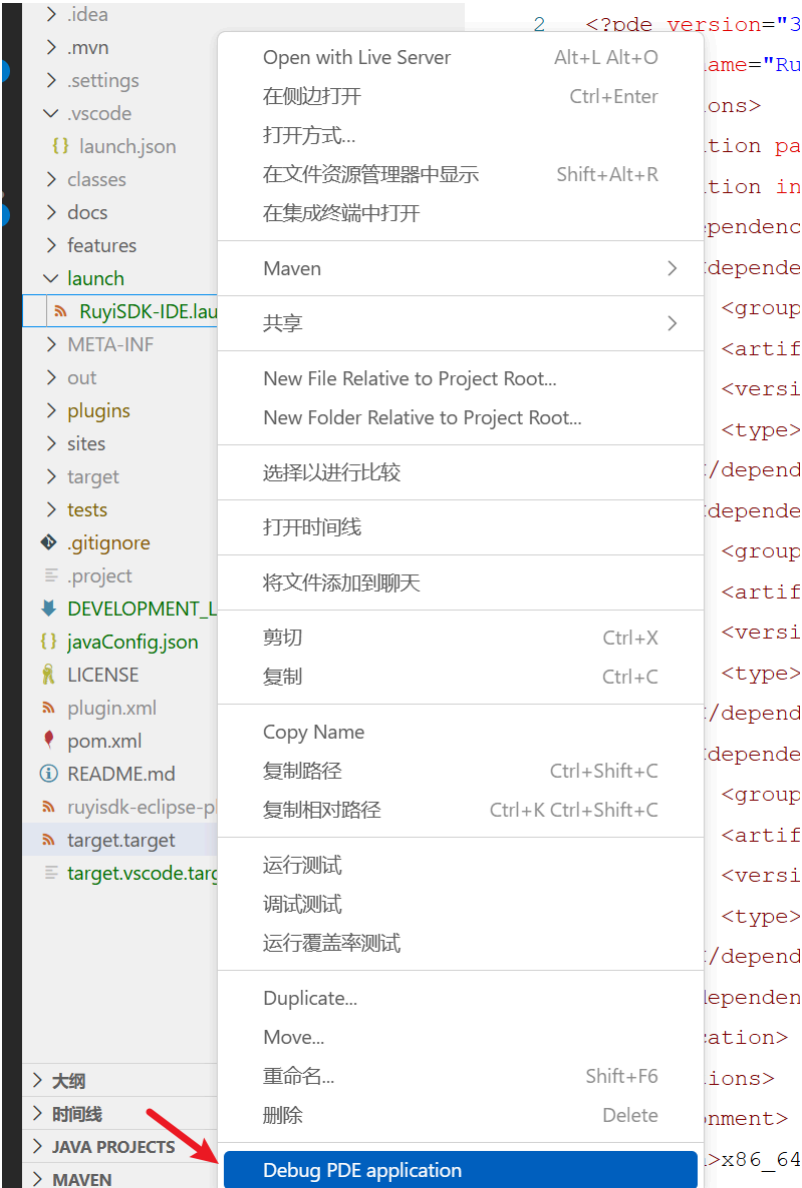 .idea
.mvn
.settings
.vscode
{} launch.json
classes
docs
features
launch
RuyiSDK-IDE.lau
META-INF
out
plugins
sites
target
tests
.gitignore
.project
DEVELOPMENT_L
{} javaConfig.json
LICENSE
plugin.xml
pom.xml
README.md
ruyisdk-eclipse-pl
target.target
target.vscode.targ
大纲
时间线
JAVA PROJECTS
MAVEN
Open with Live Server Alt+L Alt+O
在侧边打开 Ctrl+Enter
打开方式...
在文件资源管理器中显示 Shift+Alt+R
在集成终端中打开
Maven
共享
New File Relative to Project Root...
New Folder Relative to Project Root...
选择以进行比较
打开时间线
将文件添加到聊天
剪切 Ctrl+X
复制 Ctrl+C
Copy Name
复制路径 Ctrl+Shift+C
复制相对路径 Ctrl+K Ctrl+Shift+C
运行测试
调试测试
运行覆盖率测试
Duplicate...
Move...
重命名... Shift+F6
删除 Delete
Debug PDE application
2 <?pde version="3
ame="Ru
ons>
tion pa
tion in
pendenc
depende
<group
<artif
<versi
<type>
/depend
depende
<group
<artif
<versi
<type>
/depend
depende
<group
<artif
<versi
<type>
/depend
ependen
ation>
ions>
nment>
>x86_64